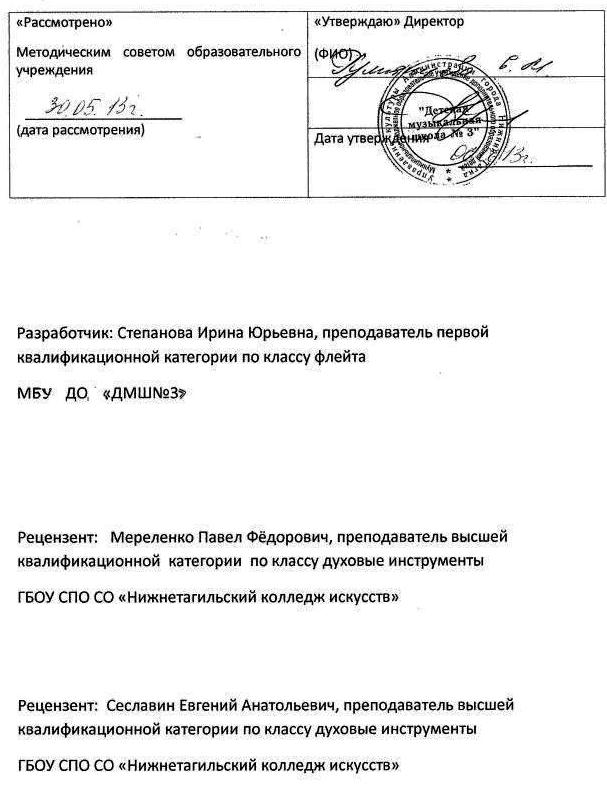 «Рассмотрено»
Методическим советом образовательного
учреждения
30.05.13г.
(дата рассмотрения)
«Утверждаю» Директор
(ФИО)
"Детская
музыкальная
школа № 3"
Дата утверждения
13г.
Разработчик: Степанова Ирина Юрьевна, преподаватель первой
квалификационной категории по классу флейта
МБУ ДО, «ДМШ№3»
Рецензент: Мереленко Павел Фёдорович, преподаватель высшей
квалификационной категории по классу духовые инструменты
ГБОУ СПО СО «Нижнетагильский колледж искусств»
Рецензент: Сеславин Евгений Анатольевич, преподаватель высшей
квалификационной категории по классу духовые инструменты
ГБОУ СПО СО «Нижнетагильский колледж искусств»